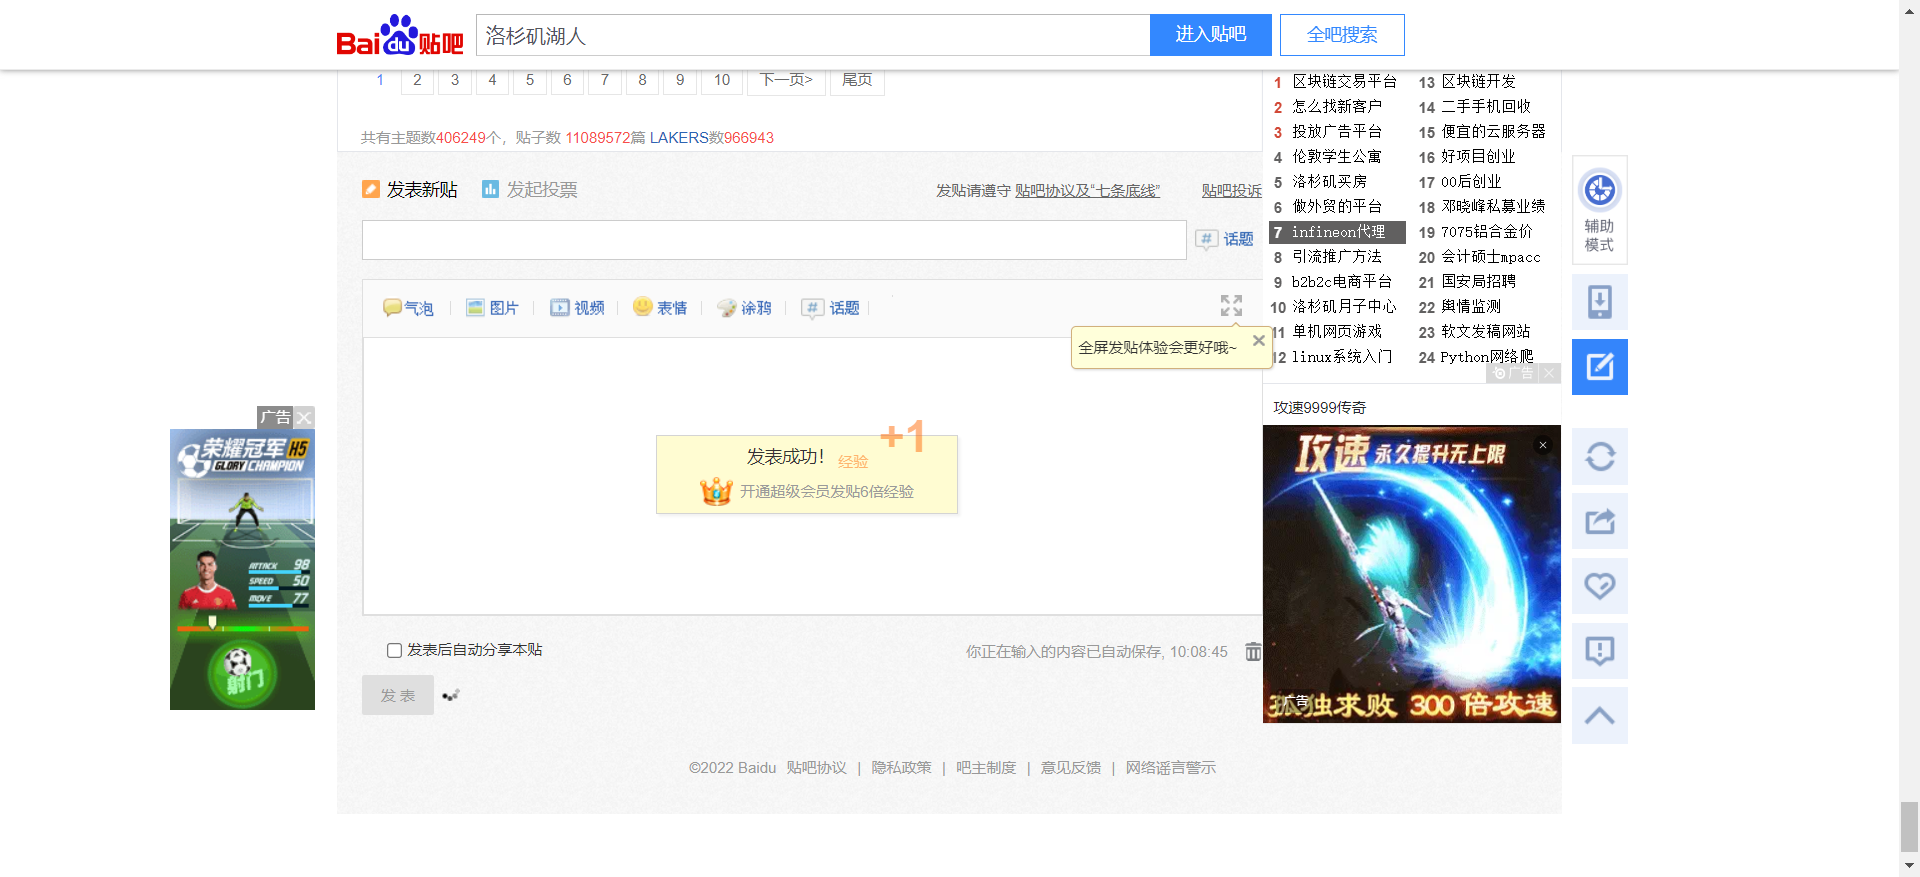 Bai du 贴吧
洛杉矶湖人
进入贴吧
全吧搜索
1 2 3 4 5 6 7 8 9 10 下一页> 尾页
共有主题数406249个，贴子数 11089572篇 LAKERS数966943
发表新贴
发起投票
发贴请遵守 贴吧协议及“七条底线”
贴吧投诉
话题
气泡
图片
视频
表情
涂鸦
话题
全屏发贴体验会更好哦~
发表成功！ 经验 +1
开通超级会员发贴6倍经验
发表后自动分享本贴
你正在输入的内容已自动保存, 10:08:45
发 表
1 区块链交易平台
2 怎么找新客户
3 投放广告平台
4 伦敦学生公寓
5 洛杉矶买房
6 做外贸的平台
7 infineon代理
8 引流推广方法
9 b2b2c电商平台
10 洛杉矶月子中心
11 单机网页游戏
12 linux系统入门
13 区块链开发
14 二手手机回收
15 便宜的云服务器
16 好项目创业
17 00后创业
18 邓晓峰私募业绩
19 7075铝合金价
20 会计硕士mpacc
21 国安局招聘
22 舆情监测
23 软文发稿网站
24 Python网络爬
广告
攻速9999传奇
攻速 永久提升无上限
广告
孤独求败 300倍攻速
辅助
模式
广告
荣耀冠军 H5
GLORY CHAMPION
ATTACK 98
SPEED 50
MOVE 77
射门
©2022 Baidu 贴吧协议 | 隐私政策 | 吧主制度 | 意见反馈 | 网络谣言警示